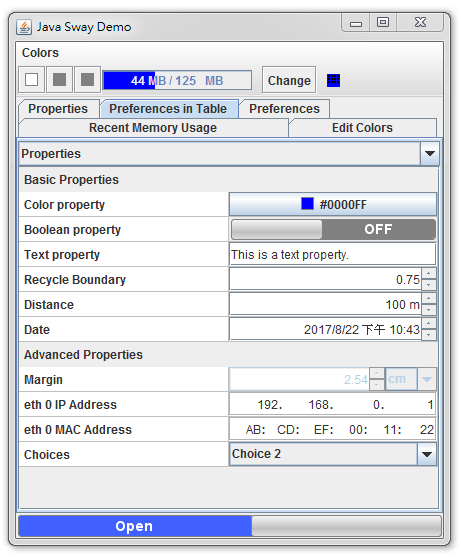 Java Sway Demo
Colors
44 MB / 125 MB
Change
Properties Preferences in Table Preferences
Recent Memory Usage Edit Colors
Properties
Basic Properties
Color property #0000FF
Boolean property OFF
Text property This is a text property.
Recycle Boundary 0.75
Distance 100 m
Date 2017/8/22 下午 10:43
Advanced Properties
Margin 2.54 cm
eth 0 IP Address 192. 168. 0. 1
eth 0 MAC Address AB: CD: EF: 00: 11: 22
Choices Choice 2
Open